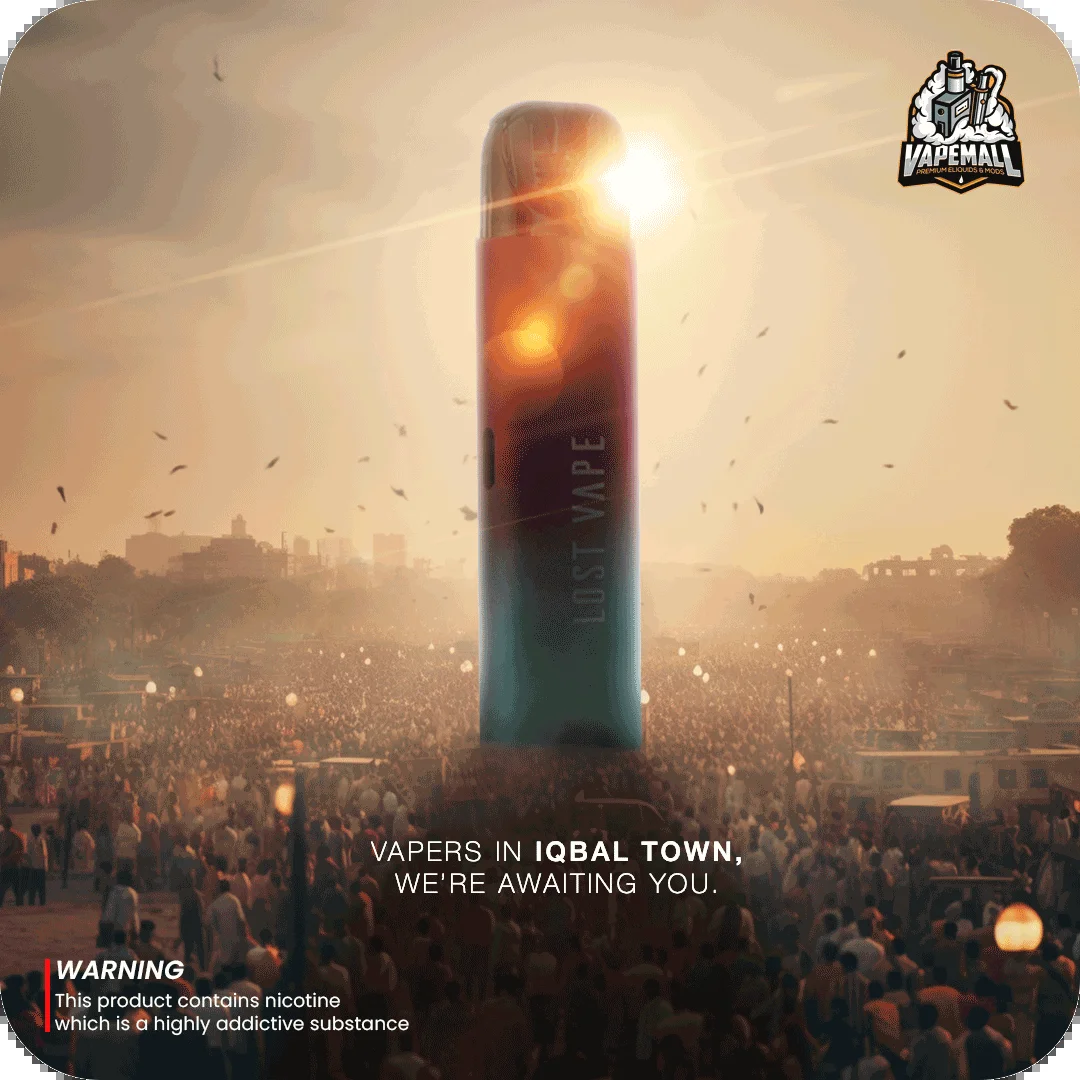 VAPEMALL
PREMIUM ELIQUIDS & MODS
LOST VAPE
VAPERS IN IQBAL TOWN,
WE'RE AWAITING YOU.
WARNING
This product contains nicotine
which is a highly addictive substance